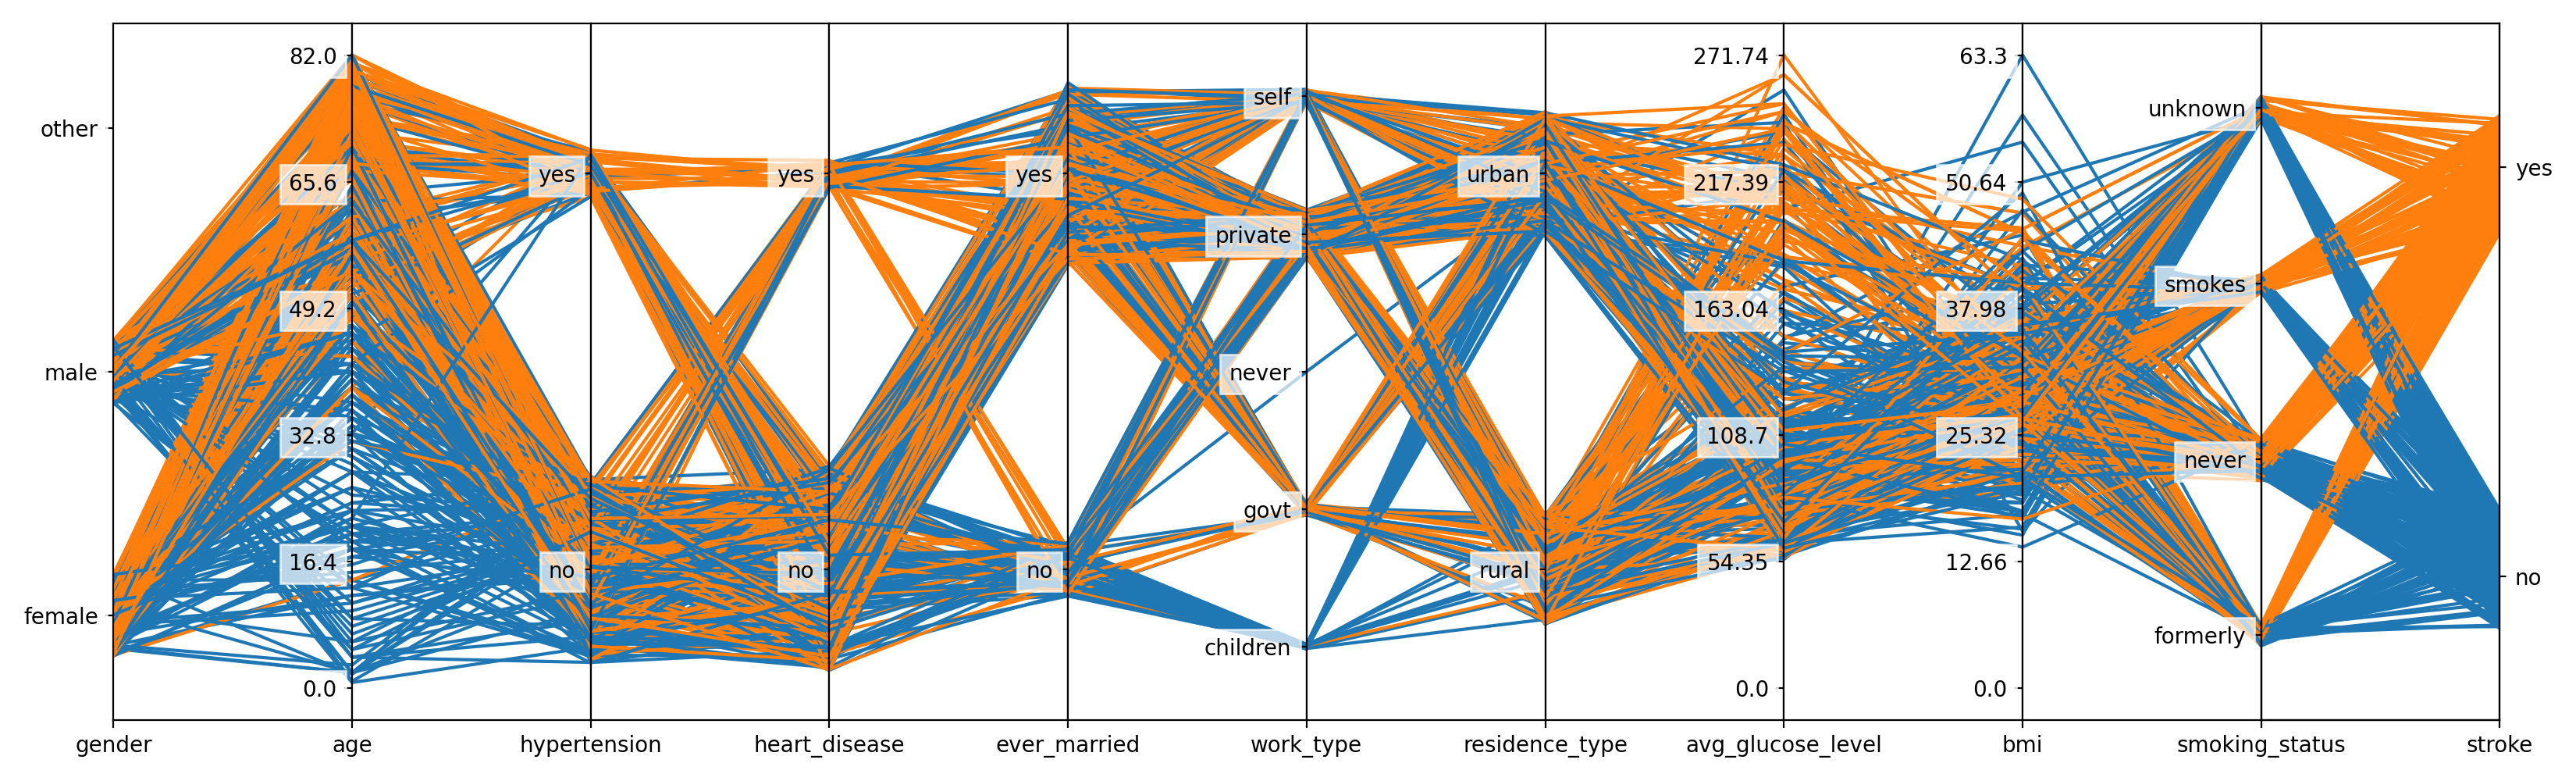 other
male
female
82.0
65.6
49.2
32.8
16.4
0.0
yes
no
yes
no
yes
no
self
private
never
govt
children
urban
rural
271.74
217.39
163.04
108.7
54.35
0.0
63.3
50.64
37.98
25.32
12.66
0.0
unknown
smokes
never
formerly
yes
no
gender
age
hypertension
heart_disease
ever_married
work_type
residence_type
avg_glucose_level
bmi
smoking_status
stroke